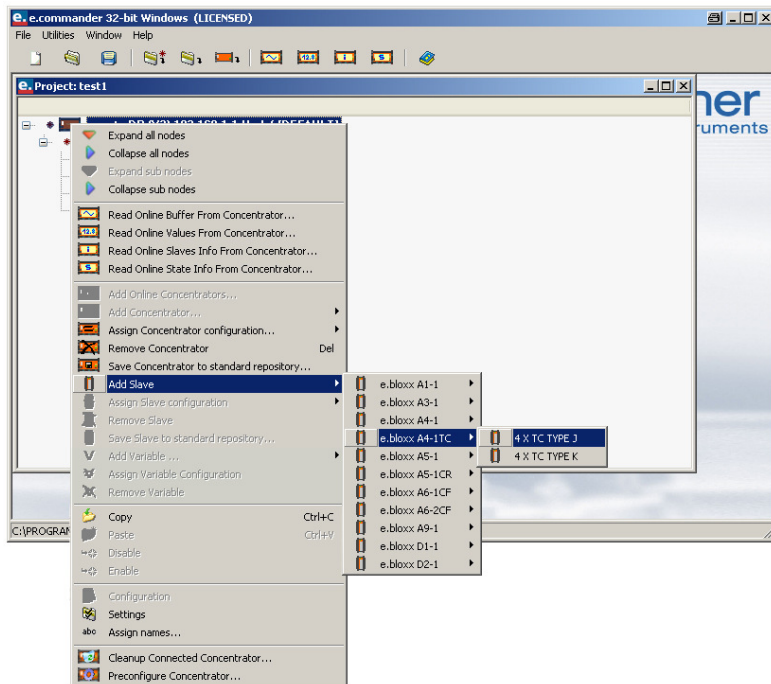 e.commander 32-bit Windows (LICENSED)
File Utilities Window Help
Project: test1
Expand all nodes
Collapse all nodes
Expand sub nodes
Collapse sub nodes
Read Online Buffer From Concentrator...
Read Online Values From Concentrator...
Read Online Slaves Info From Concentrator...
Read Online State Info From Concentrator...
Add Online Concentrators...
Add Concentrator...
Assign Concentrator configuration...
Remove Concentrator Del
Save Concentrator to standard repository...
Add Slave
Assign Slave configuration
Remove Slave
Save Slave to standard repository...
Add Variable ...
Assign Variable Configuration
Remove Variable
Copy Ctrl+C
Paste Ctrl+V
Disable
Enable
Configuration
Settings
abc Assign names...
Cleanup Connected Concentrator...
Preconfigure Concentrator...
e.bloxx A1-1
e.bloxx A3-1
e.bloxx A4-1
e.bloxx A4-1TC
e.bloxx A5-1
e.bloxx A5-1CR
e.bloxx A6-1CF
e.bloxx A6-2CF
e.bloxx A9-1
e.bloxx D1-1
e.bloxx D2-1
4 X TC TYPE J
4 X TC TYPE K
ner
ruments
C:\PROGRAM